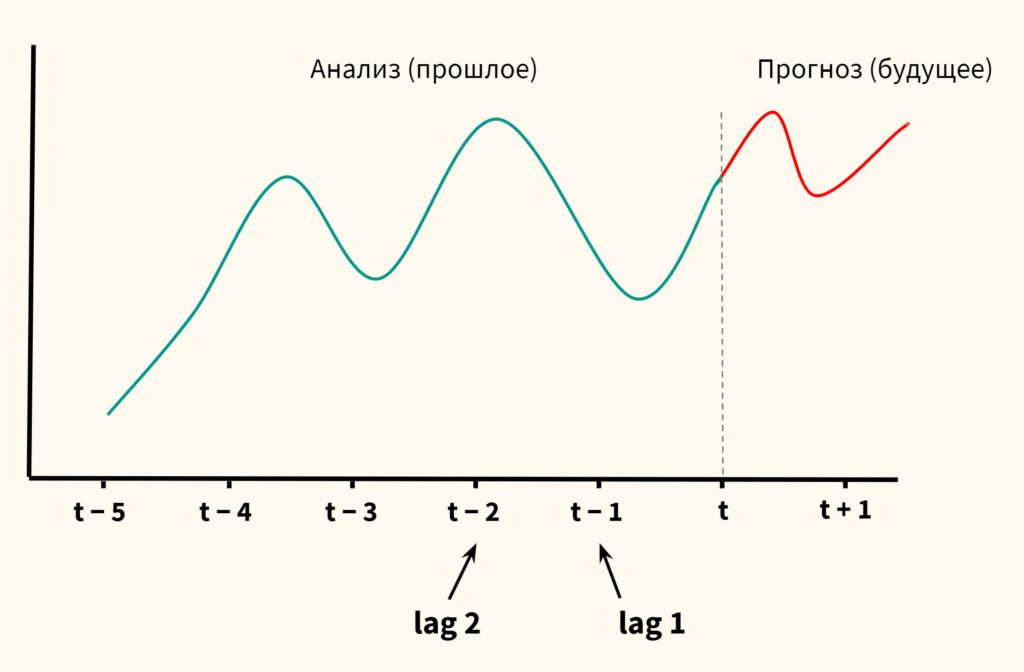 Анализ (прошлое)
Прогноз (будущее)
t – 5
t – 4
t – 3
t – 2
t – 1
t
t + 1
lag 2
lag 1